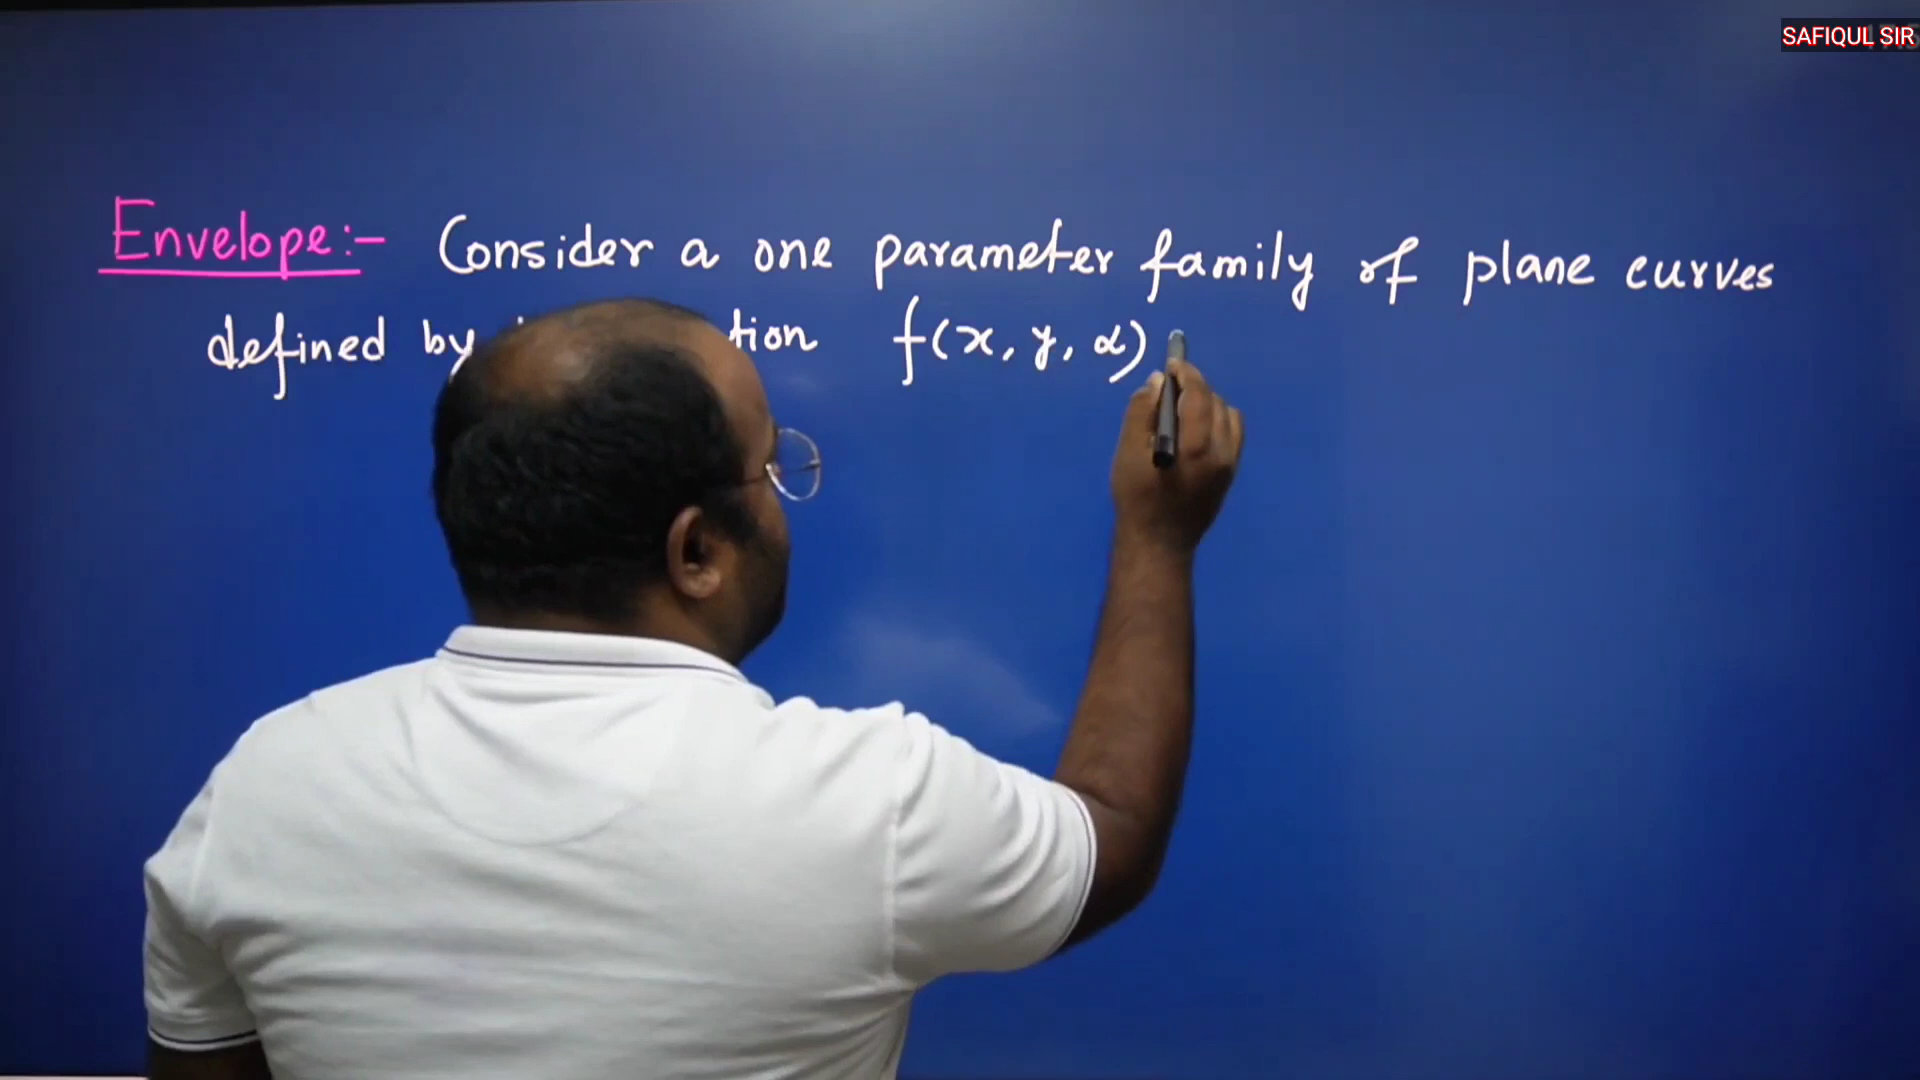 SAFIQUL SIR
Envelope:- Consider a one parameter family of plane curves
defined by tion f(x, y, α)